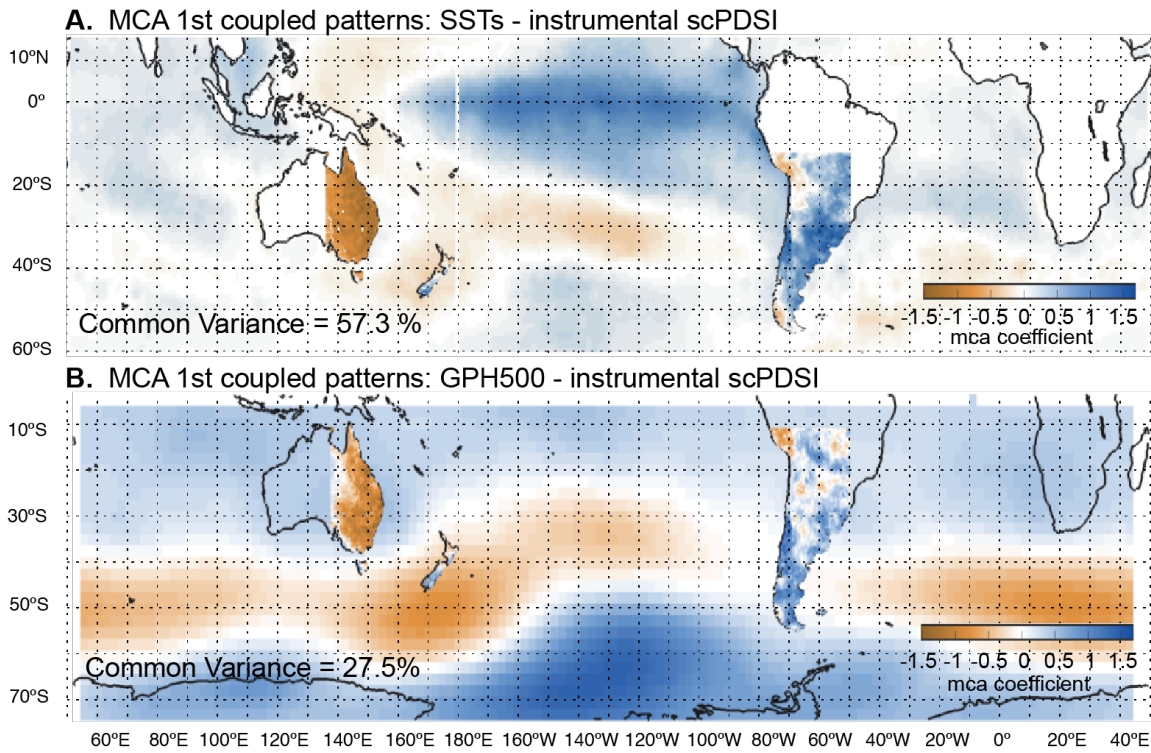 A. MCA 1st coupled patterns: SSTs - instrumental scPDSI
10ºN
0º
20ºS
40ºS
60ºS
Common Variance = 57.3 %
-1.5 -1 -0.5 0 0.5 1 1.5
mca coefficient
B. MCA 1st coupled patterns: GPH500 - instrumental scPDSI
10ºS
30ºS
50ºS
70ºS
Common Variance = 27.5%
-1.5 -1 -0.5 0 0.5 1 1.5
mca coefficient
60ºE 80ºE 100ºE 120ºE 140ºE 160ºE 180ºE 160ºW 140ºW 120ºW 100ºW 80ºW 60ºW 40ºW 20ºW 0º 20ºE 40ºE